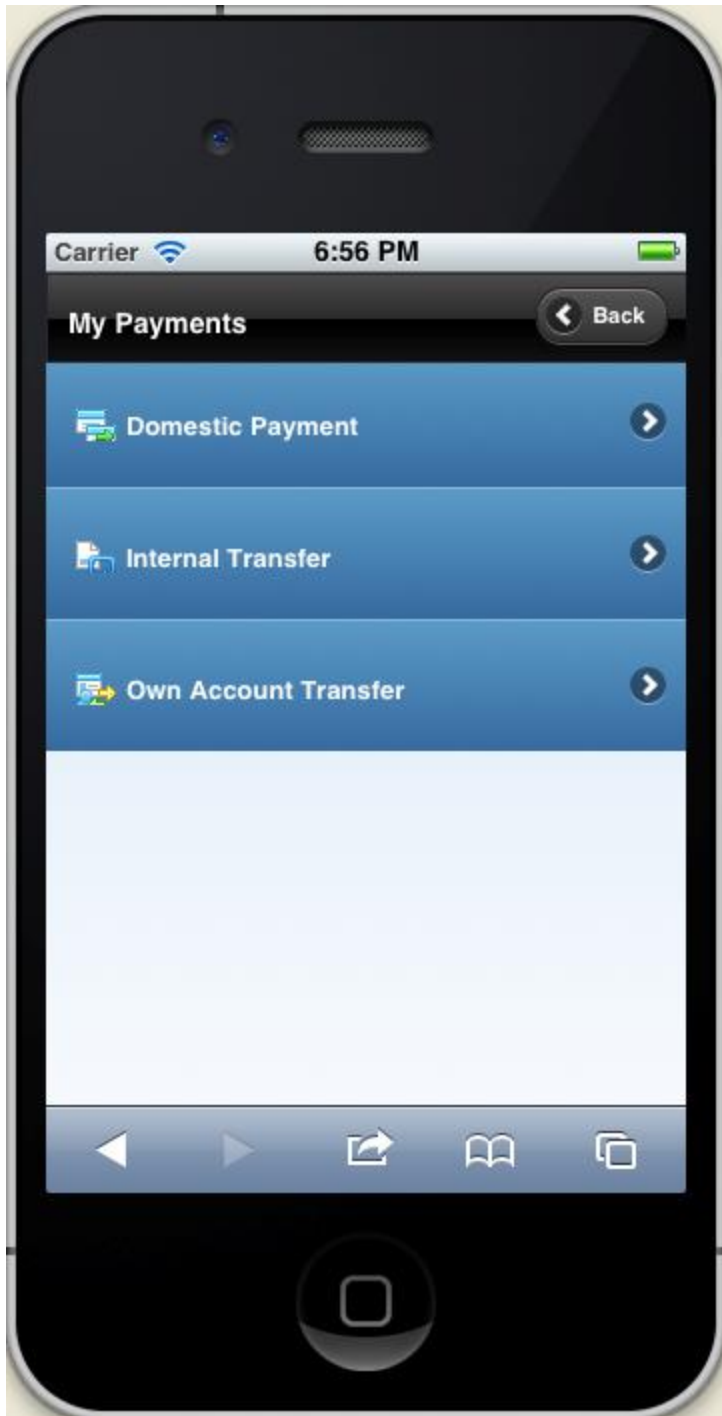 Carrier 6:56 PM
My Payments Back
Domestic Payment
Internal Transfer
Own Account Transfer